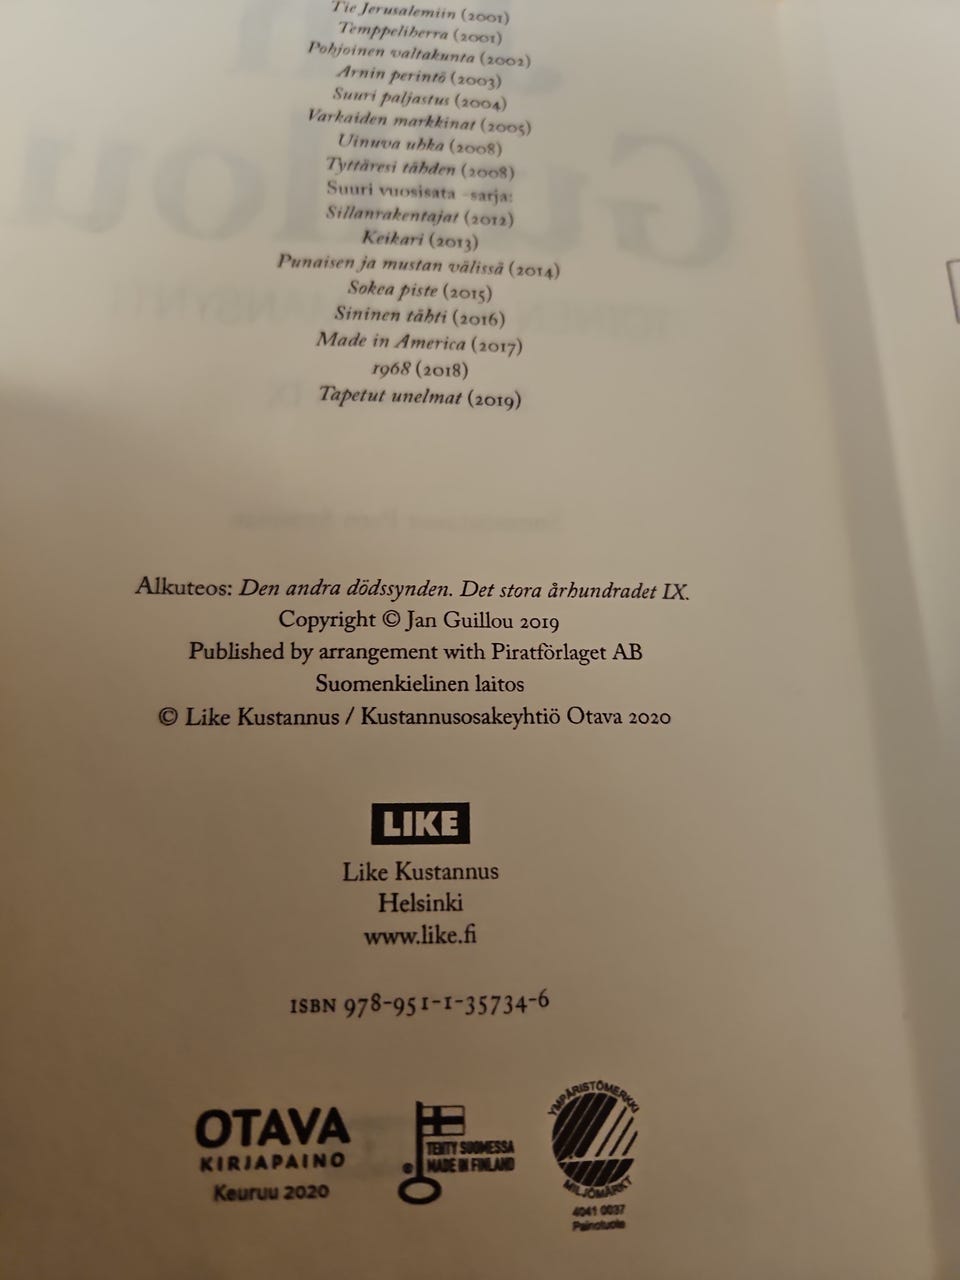 Tie Jerusalemiin (2001)
Temppeliherra (2001)
Pohjoinen valtakunta (2002)
Arnin perintö (2003)
Suuri paljastus (2004)
Varkaiden markkinat (2005)
Uinuva uhka (2008)
Tyttäresi tähden (2008)
Suuri vuosisata -sarja:
Sillanrakentajat (2012)
Keikari (2013)
Punaisen ja mustan välissä (2014)
Sokea piste (2015)
Sininen tähti (2016)
Made in America (2017)
1968 (2018)
Tapetut unelmat (2019)
Alkuteos: Den andra dödssynden. Det stora århundradet IX.
Copyright © Jan Guillou 2019
Published by arrangement with Piratförlaget AB
Suomenkielinen laitos
© Like Kustannus / Kustannusosakeyhtiö Otava 2020
LIKE
Like Kustannus
Helsinki
www.like.fi
ISBN 978-951-1-35734-6
OTAVA
KIRJAPAINO
Keuruu 2020
TEHTY SUOMESSA
MADE IN FINLAND
YMPÄRISTÖMERKKI
MILJÖMÄRKT
4041 0037
Painotuote